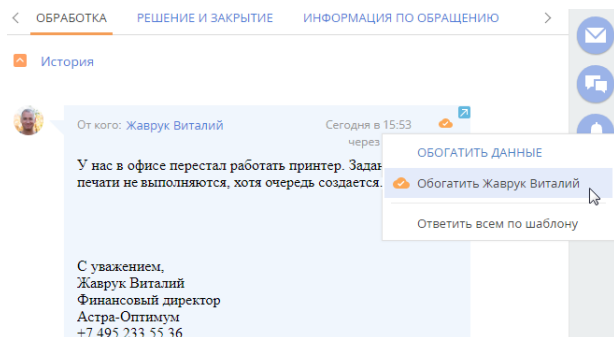 ОБРАБОТКА РЕШЕНИЕ И ЗАКРЫТИЕ ИНФОРМАЦИЯ ПО ОБРАЩЕНИЮ
История
От кого: Жаврук Виталий Сегодня в 15:53
через
У нас в офисе перестал работать принтер.
печати не выполняются, хотя очередь создается.
ОБОГАТИТЬ ДАННЫЕ
Обогатить Жаврук Виталий
Ответить всем по шаблону
С уважением,
Жаврук Виталий
Финансовый директор
Астра-Оптимум
+7 495 233 55 36